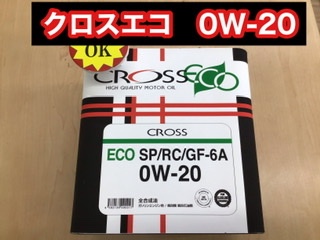 クロスエコ 0W-20
OK
CROSS ECO
HIGH QUALITY MOTOR OIL
CROSS
ECO SP/RC/GF-6A
0W-20
全合成油